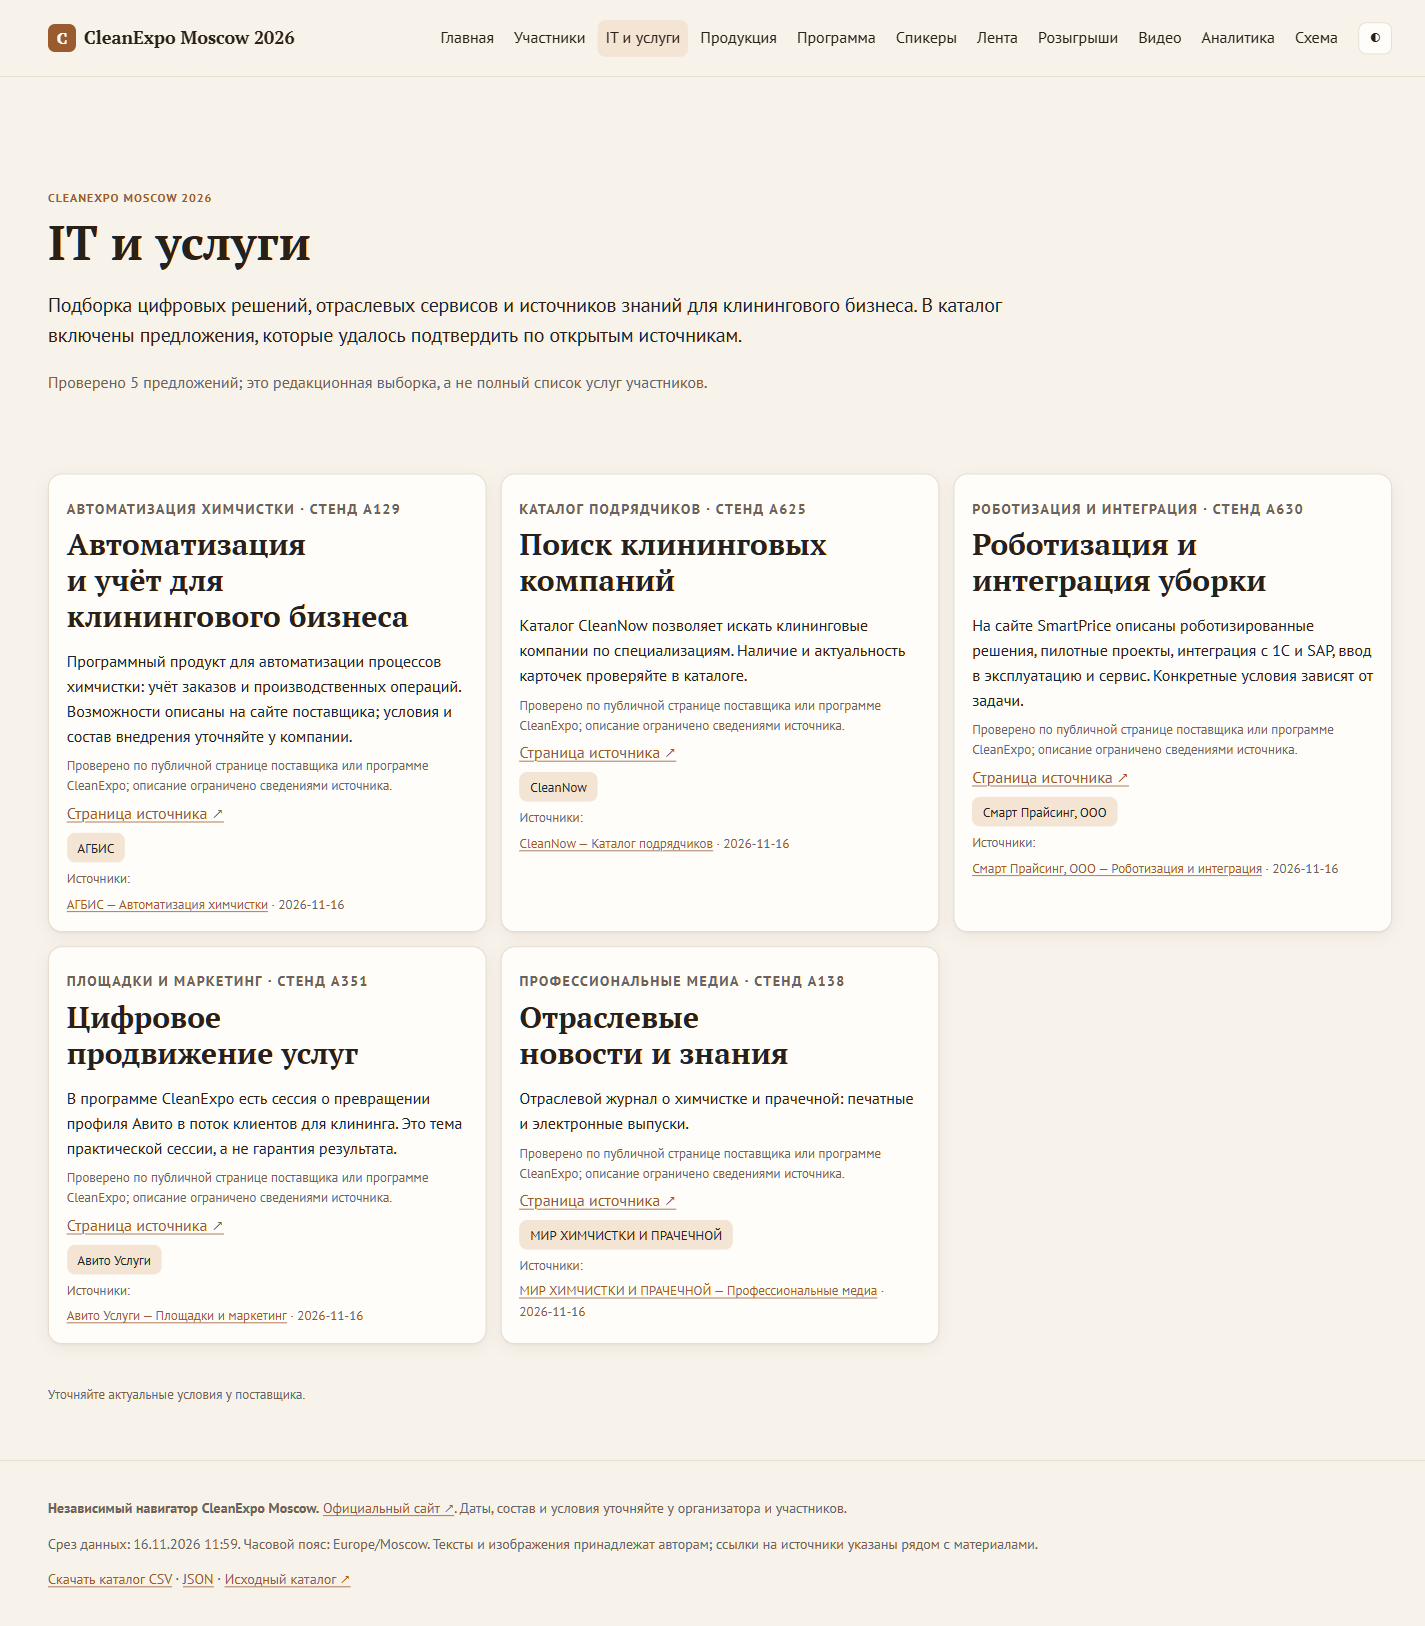 C CleanExpo Moscow 2026
Главная Участники IT и услуги Продукция Программа Спикеры Лента Розыгрыши Видео Аналитика Схема
CLEANEXPO MOSCOW 2026
IT и услуги
Подборка цифровых решений, отраслевых сервисов и источников знаний для клинингового бизнеса. В каталог
включены предложения, которые удалось подтвердить по открытым источникам.
Проверено 5 предложений; это редакционная выборка, а не полный список услуг участников.
АВТОМАТИЗАЦИЯ ХИМЧИСТКИ · СТЕНД A129
Автоматизация
и учёт для
клинингового бизнеса
Программный продукт для автоматизации процессов
химчистки: учёт заказов и производственных операций.
Возможности описаны на сайте поставщика; условия и
состав внедрения уточняйте у компании.
Проверено по публичной странице поставщика или программе
CleanExpo; описание ограничено сведениями источника.
Страница источника ↗
АГБИС
Источники:
АГБИС — Автоматизация химчистки · 2026-11-16
КАТАЛОГ ПОДРЯДЧИКОВ · СТЕНД A625
Поиск клининговых
компаний
Каталог CleanNow позволяет искать клининговые
компании по специализациям. Наличие и актуальность
карточек проверяйте в каталоге.
Проверено по публичной странице поставщика или программе
CleanExpo; описание ограничено сведениями источника.
Страница источника ↗
CleanNow
Источники:
CleanNow — Каталог подрядчиков · 2026-11-16
РОБОТИЗАЦИЯ И ИНТЕГРАЦИЯ · СТЕНД A630
Роботизация и
интеграция уборки
На сайте SmartPrice описаны роботизированные
решения, пилотные проекты, интеграция с 1С и SAP, ввод
в эксплуатацию и сервис. Конкретные условия зависят от
задачи.
Проверено по публичной странице поставщика или программе
CleanExpo; описание ограничено сведениями источника.
Страница источника ↗
Смарт Прайсинг, ООО
Источники:
Смарт Прайсинг, ООО — Роботизация и интеграция · 2026-11-16
ПЛОЩАДКИ И МАРКЕТИНГ · СТЕНД A351
Цифровое
продвижение услуг
В программе CleanExpo есть сессия о превращении
профиля Авито в поток клиентов для клининга. Это тема
практической сессии, а не гарантия результата.
Проверено по публичной странице поставщика или программе
CleanExpo; описание ограничено сведениями источника.
Страница источника ↗
Авито Услуги
Источники:
Авито Услуги — Площадки и маркетинг · 2026-11-16
ПРОФЕССИОНАЛЬНЫЕ МЕДИА · СТЕНД A138
Отраслевые
новости и знания
Отраслевой журнал о химчистке и прачечной: печатные
и электронные выпуски.
Проверено по публичной странице поставщика или программе
CleanExpo; описание ограничено сведениями источника.
Страница источника ↗
МИР ХИМЧИСТКИ И ПРАЧЕЧНОЙ
Источники:
МИР ХИМЧИСТКИ И ПРАЧЕЧНОЙ — Профессиональные медиа ·
2026-11-16
Уточняйте актуальные условия у поставщика.
Независимый навигатор CleanExpo Moscow. Официальный сайт ↗. Даты, состав и условия уточняйте у организатора и участников.
Срез данных: 16.11.2026 11:59. Часовой пояс: Europe/Moscow. Тексты и изображения принадлежат авторам; ссылки на источники указаны рядом с материалами.
Скачать каталог CSV · JSON · Исходный каталог ↗